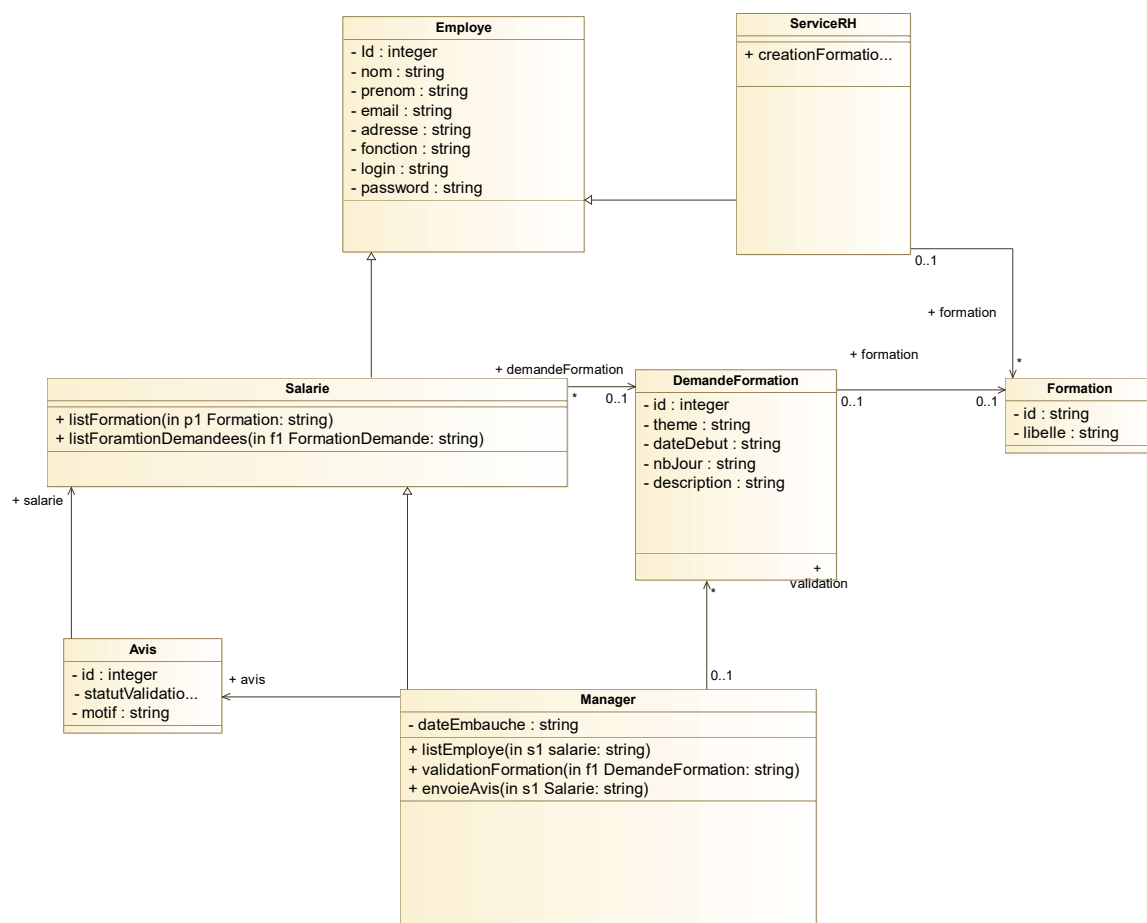 Employe
- Id : integer
- nom : string
- prenom : string
- email : string
- adresse : string
- fonction : string
- login : string
- password : string
ServiceRH
+ creationFormatio...
0..1
+ formation
*
Salarie
+ listFormation(in p1 Formation: string)
+ listForamtionDemandees(in f1 FormationDemande: string)
+ demandeFormation
*
0..1
DemandeFormation
- id : integer
- theme : string
- dateDebut : string
- nbJour : string
- description : string
+ formation
0..1
0..1
Formation
- id : string
- libelle : string
+ salarie
+
validation
*
0..1
Avis
- id : integer
- statutValidatio...
- motif : string
+ avis
Manager
- dateEmbauche : string
+ listEmploye(in s1 salarie: string)
+ validationFormation(in f1 DemandeFormation: string)
+ envoieAvis(in s1 Salarie: string)